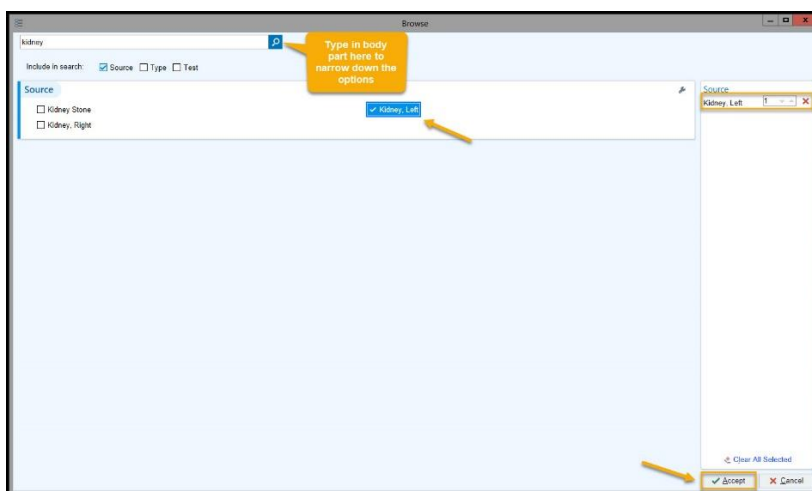 Browse
kidney
Type in body
part here to
narrow down the
options
Include in search: Source Type Test
Source
Kidney Stone
Kidney, Left
Kidney, Right
Source
Kidney, Left 1
Clear All Selected
Accept Cancel